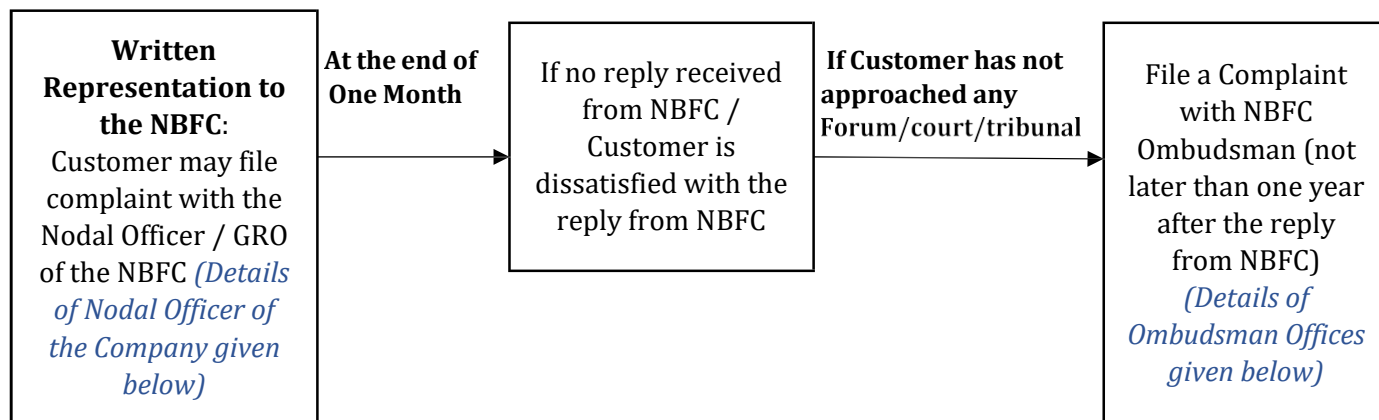 Written
Representation to
the NBFC:
Customer may file
complaint with the
Nodal Officer / GRO
of the NBFC (Details
of Nodal Officer of
the Company given
below)
At the end of
One Month
If no reply received
from NBFC /
Customer is
dissatisfied with the
reply from NBFC
If Customer has not
approached any
Forum/court/tribunal
File a Complaint
with NBFC
Ombudsman (not
later than one year
after the reply
from NBFC)
(Details of
Ombudsman Offices
given below)